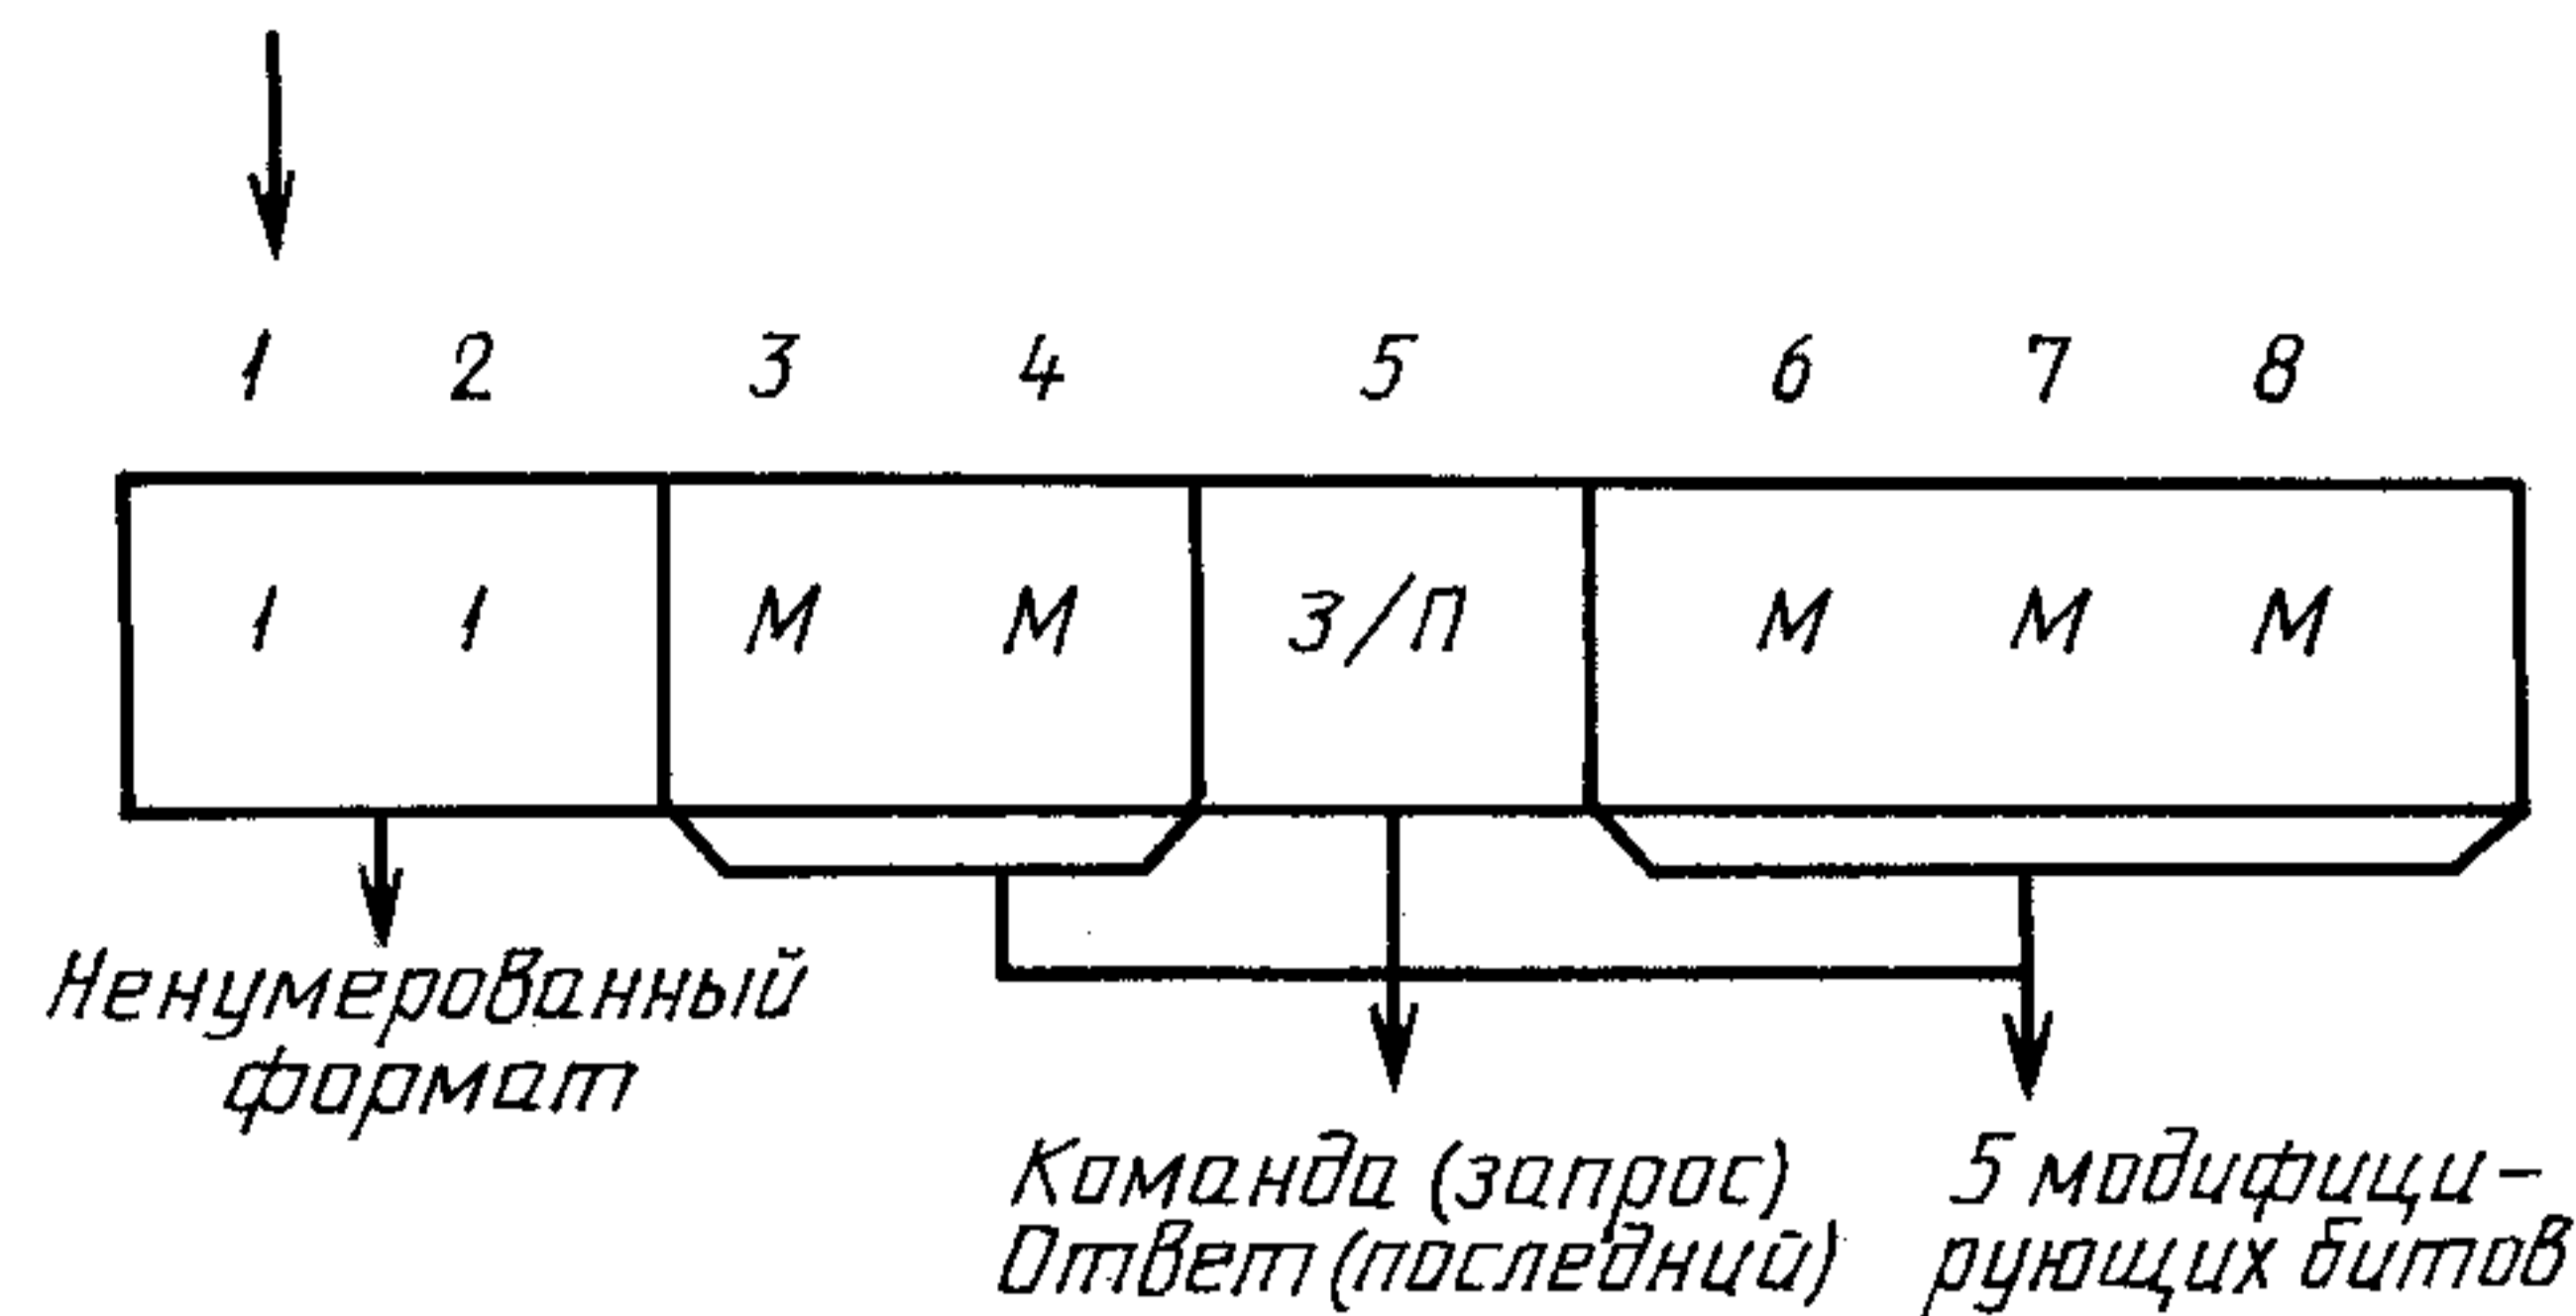 1 2 3 4 5 6 7 8
1 1 М М З/П М М М
Ненумерованный
формат
Команда (запрос)
Ответ (последний)
5 модифици-
рующих битов